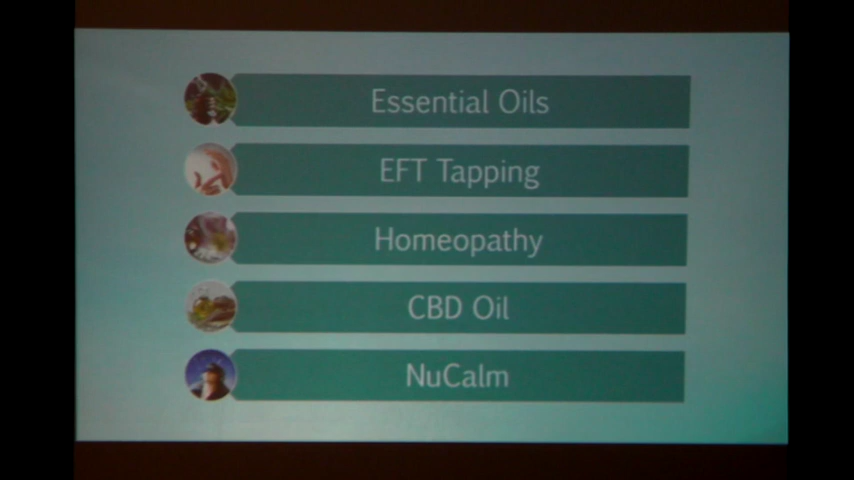 Essential Oils
EFT Tapping
Homeopathy
CBD Oil
NuCalm